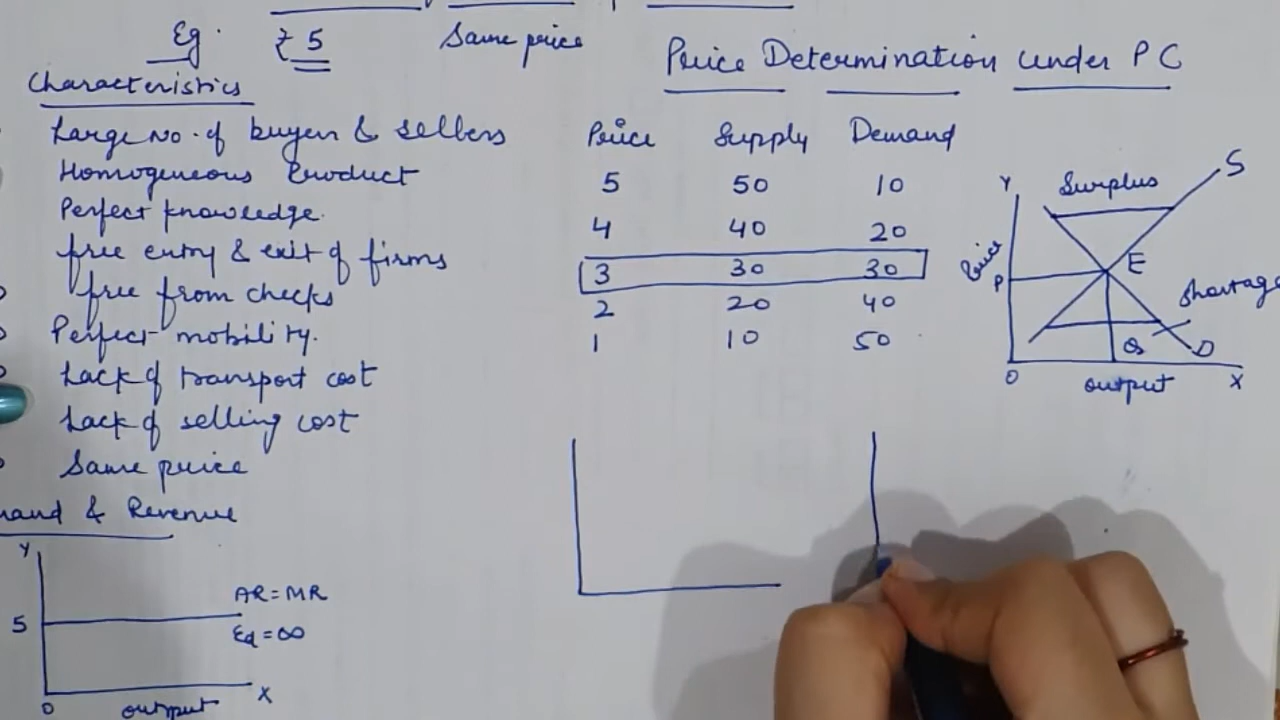 Eg. ₹ 5 Same price
Characteristics
Large No. of buyers & sellers
Homogeneous Product
Perfect knowledge.
free entry & exit of firms
free from checks
Perfect mobility.
Lack of transport cost
Lack of selling cost
Same price
mand & Revenue
Y
5
AR = MR
Ed = ∞
O output X
Price Determination under PC
Price Supply Demand
5 50 10
4 40 20
3 30 30
2 20 40
1 10 50
Y Surplus S
Price
P E
Shortage
Q D
O output X